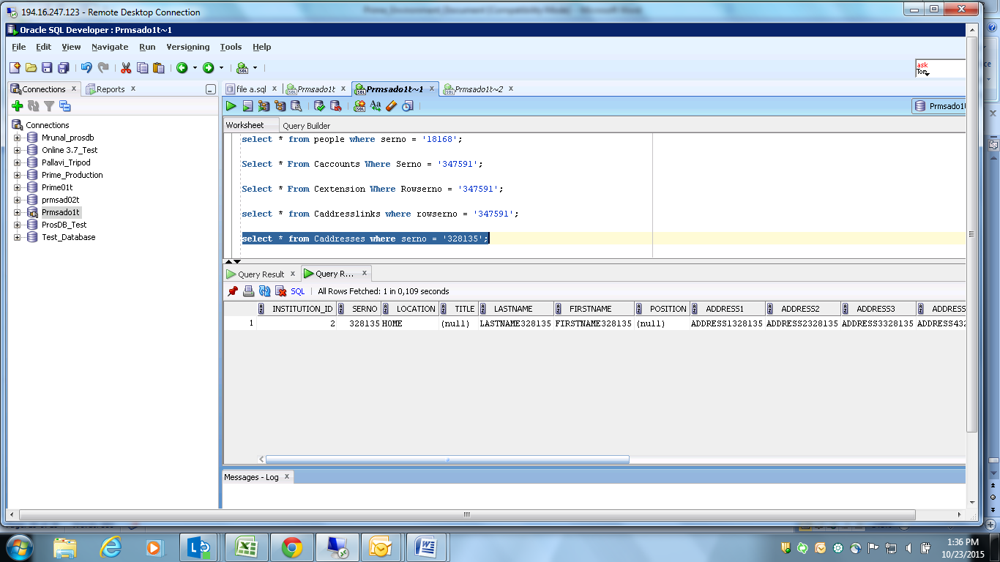 194.16.247.123 - Remote Desktop Connection
Oracle SQL Developer : Prmsado1t~1
File Edit View Navigate Run Versioning Tools Help
ask
Tom
Connections x Reports x
file a.sql x Prmsado1t x Prmsado1t~1 x Prmsado1t~2 x
Prmsado1t
Worksheet Query Builder
Connections
Mrunal_prosdb
Online 3.7_Test
Pallavi_Tripod
Prime_Production
Prime01t
prmsad02t
Prmsado1t
ProsDB_Test
Test_Database
select * from people where serno = '18168';
Select * From Caccounts Where Serno = '347591';
Select * From Cextension Where Rowserno = '347591';
select * from Caddresslinks where rowserno = '347591';
select * from Caddresses where serno = '328135';
Query Result x Query R... x
SQL | All Rows Fetched: 1 in 0,109 seconds
INSTITUTION_ID SERNO LOCATION TITLE LASTNAME FIRSTNAME POSITION ADDRESS1 ADDRESS2 ADDRESS3 ADDRESS
1 2 328135 HOME (null) LASTNAME328135 FIRSTNAME328135 (null) ADDRESS1328135 ADDRESS2328135 ADDRESS3328135 ADDRESS432
Messages - Log x
1:36 PM
10/23/2015